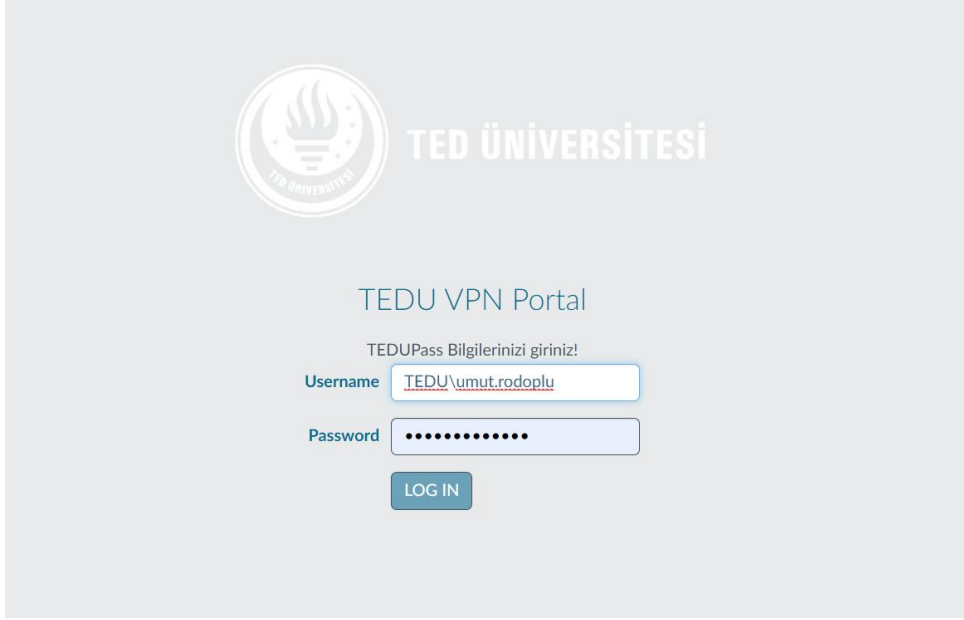 TED ÜNİVERSİTESİ
TED ÜNİVERSİTESİ
TEDU VPN Portal
TEDUPass Bilgilerinizi giriniz!
Username TEDU\umut.rodoplu
Password •••••••••••••
LOG IN